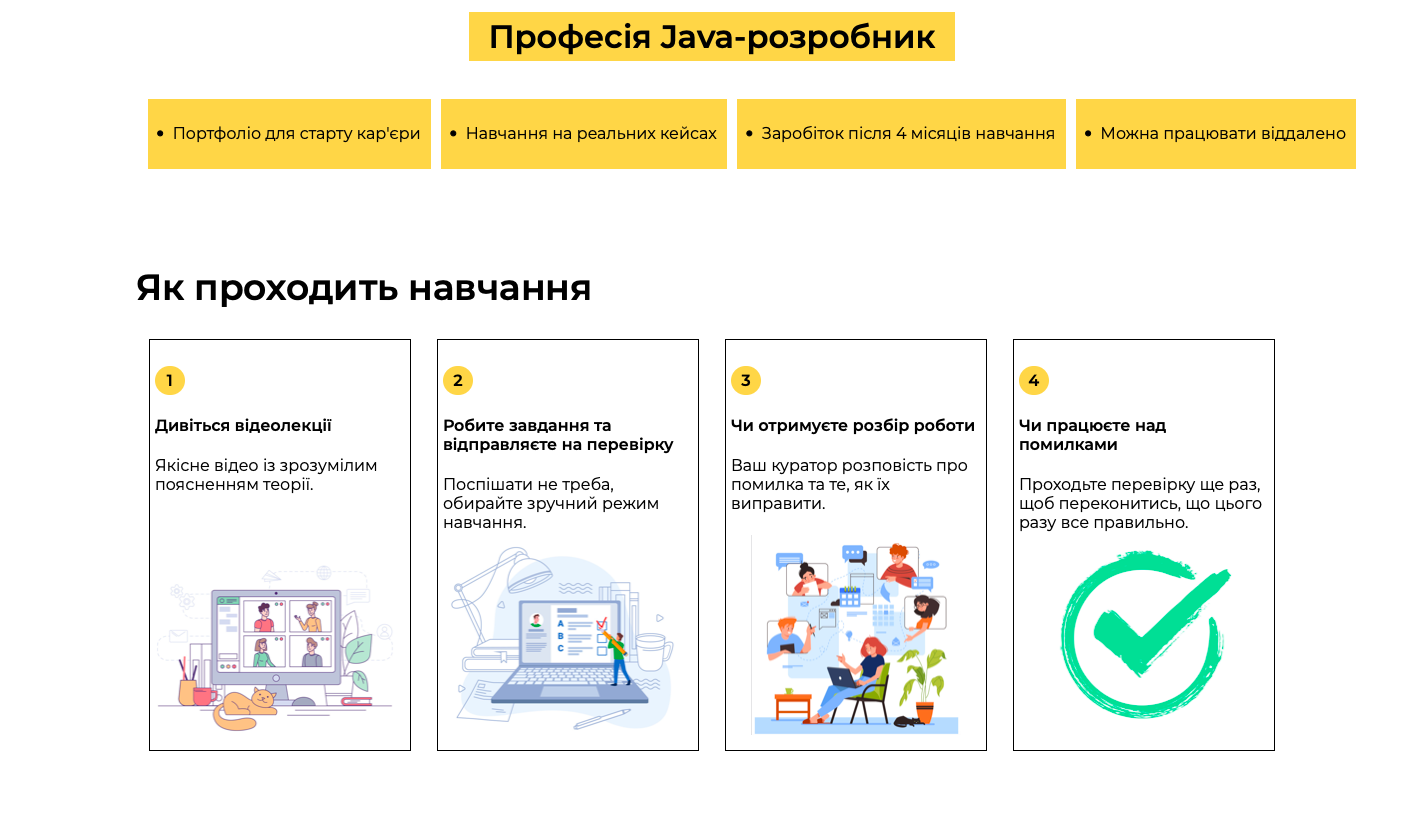 Професія Java-розробник
• Портфоліо для старту кар'єри
• Навчання на реальних кейсах
• Заробіток після 4 місяців навчання
• Можна працювати віддалено
Як проходить навчання
1
Дивіться відеолекції
Якісне відео із зрозумілим
поясненням теорії.
2
Робите завдання та
відправляєте на перевірку
Поспішати не треба,
обирайте зручний режим
навчання.
A
B
C
3
Чи отримуєте розбір роботи
Ваш куратор розповість про
помилка та те, як їх
виправити.
4
Чи працюєте над
помилками
Проходьте перевірку ще раз,
щоб переконитись, що цього
разу все правильно.